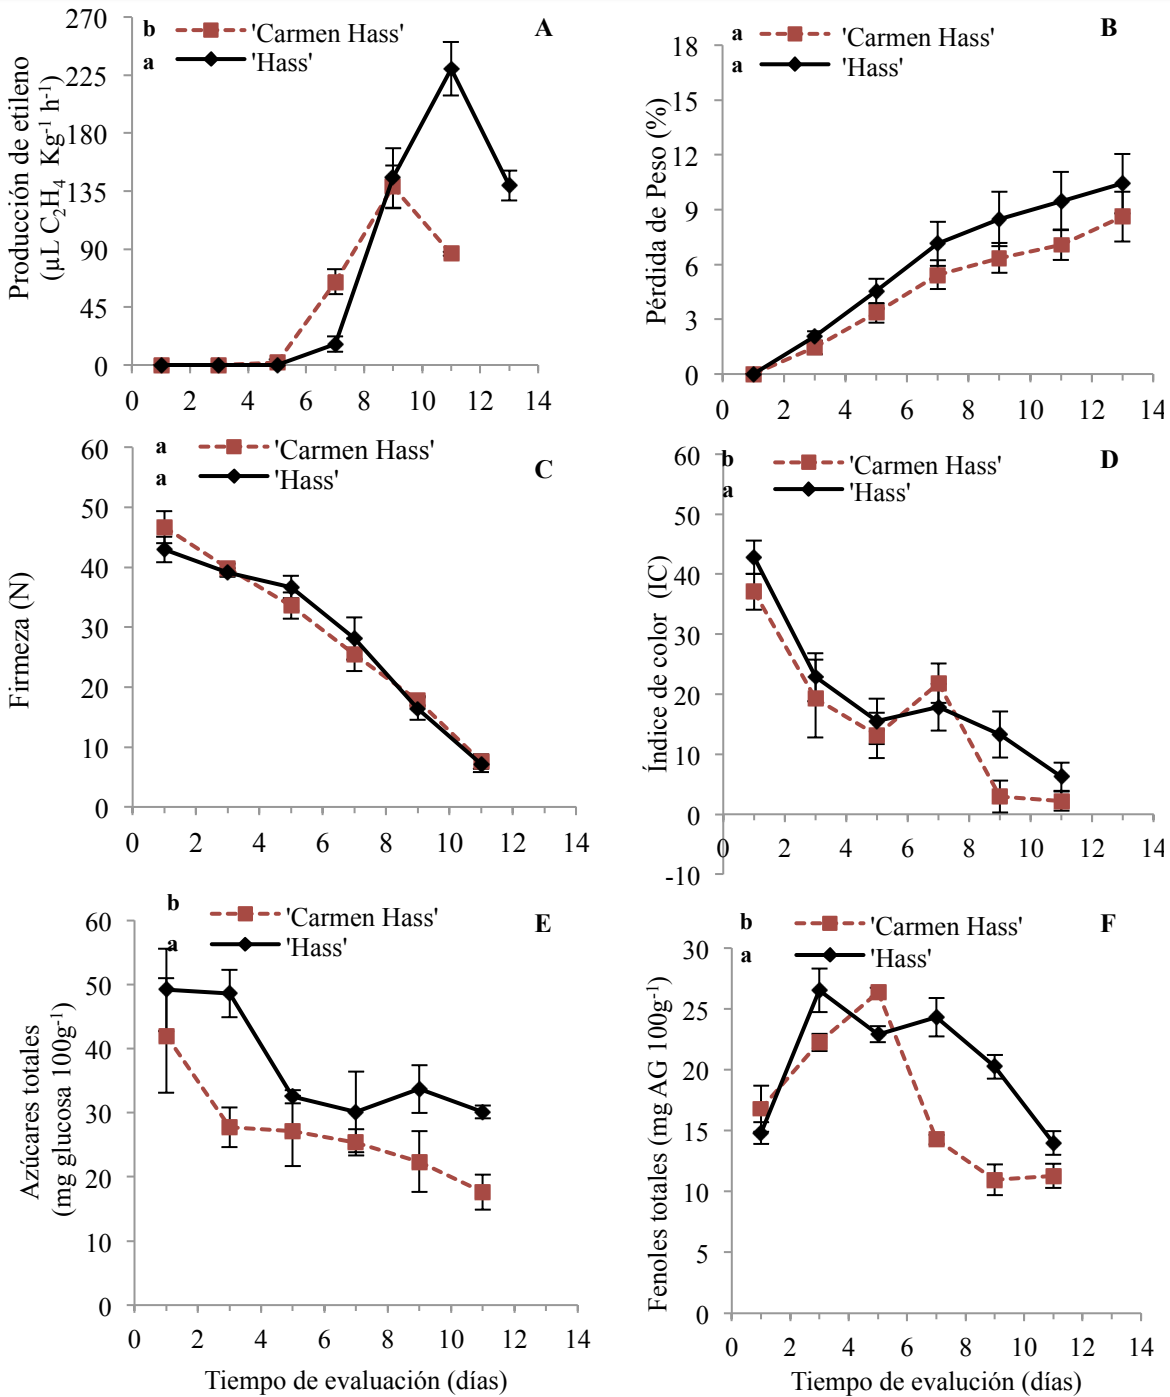 270
225
180
135
90
45
0
0 2 4 6 8 10 12 14
Producción de etileno
(µL C₂H₄ Kg⁻¹ h⁻¹)
b 'Carmen Hass'
a 'Hass'
A
18
15
12
9
6
3
0
0 2 4 6 8 10 12 14
Pérdida de Peso (%)
a 'Carmen Hass'
a 'Hass'
B
60
50
40
30
20
10
0
0 2 4 6 8 10 12 14
Firmeza (N)
a 'Carmen Hass'
a 'Hass'
C
60
50
40
30
20
10
0
-10
0 2 4 6 8 10 12 14
Índice de color (IC)
b 'Carmen Hass'
a 'Hass'
D
60
50
40
30
20
10
0
0 2 4 6 8 10 12 14
Azúcares totales
(mg glucosa 100g⁻¹)
b 'Carmen Hass'
a 'Hass'
E
Tiempo de evaluación (días)
30
25
20
15
10
5
0
0 2 4 6 8 10 12 14
Fenoles totales (mg AG 100g⁻¹)
b 'Carmen Hass'
a 'Hass'
F
Tiempo de evaluación (días)